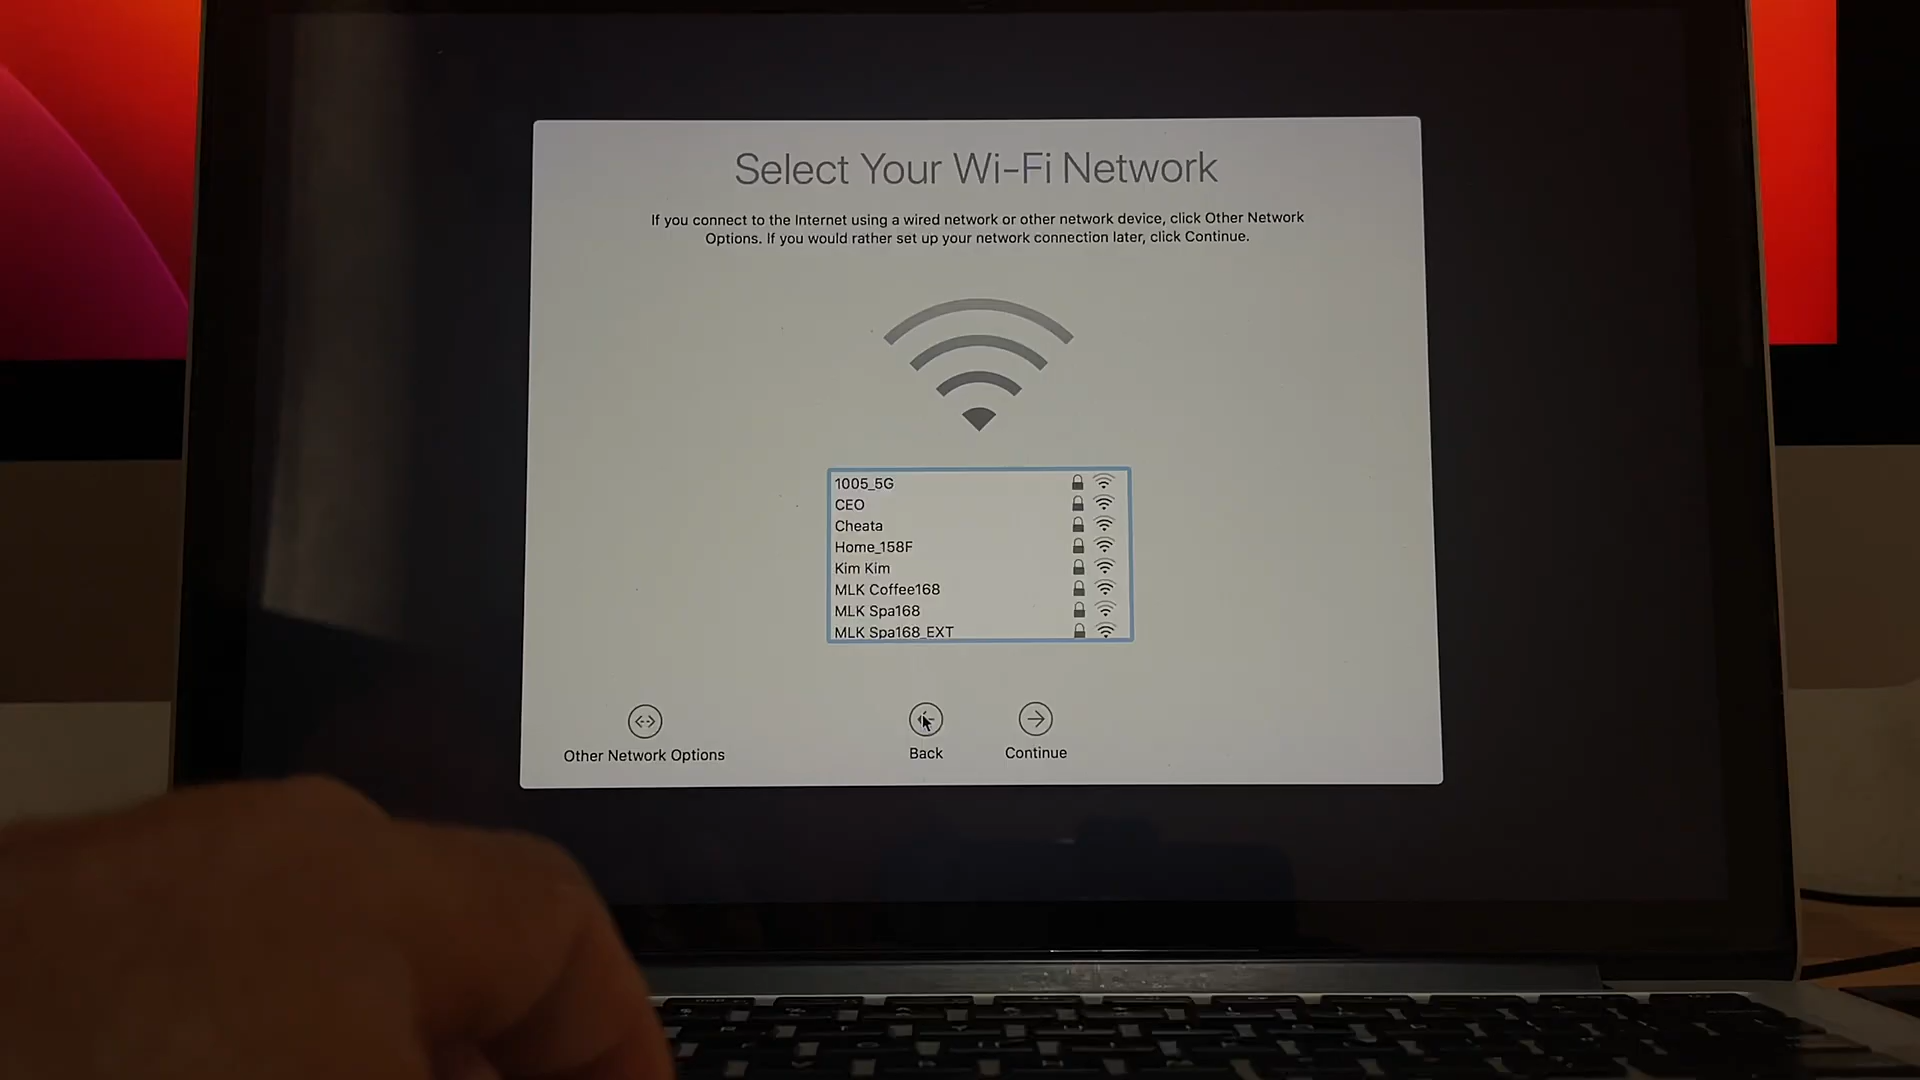 Select Your Wi-Fi Network
If you connect to the Internet using a wired network or other network device, click Other Network
Options. If you would rather set up your network connection later, click Continue.
1005_5G
CEO
Cheata
Home_158F
Kim Kim
MLK Coffee168
MLK Spa168
MLK Spa168_EXT
Other Network Options
Back
Continue